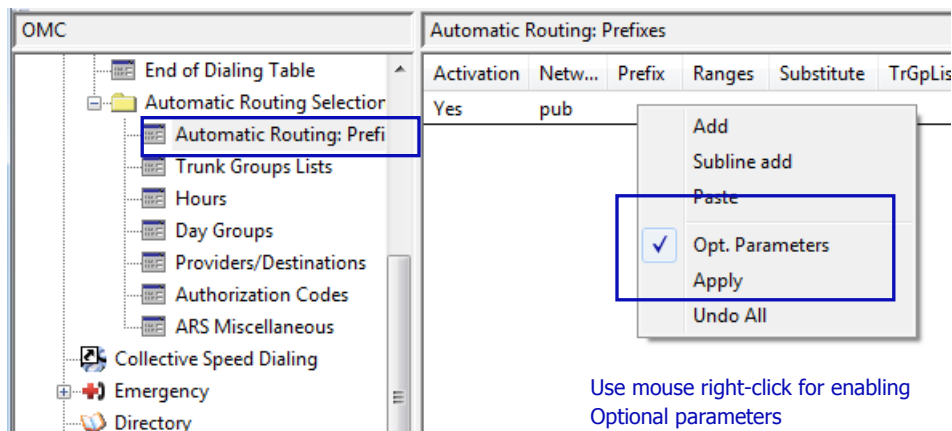 OMC
Automatic Routing: Prefixes
End of Dialing Table
Automatic Routing Selection
Automatic Routing: Prefi
Trunk Groups Lists
Hours
Day Groups
Providers/Destinations
Authorization Codes
ARS Miscellaneous
Collective Speed Dialing
Emergency
Directory
Activation Netw... Prefix Ranges Substitute TrGpLis
Yes pub
Add
Subline add
Paste
Opt. Parameters
Apply
Undo All
Use mouse right-click for enabling
Optional parameters